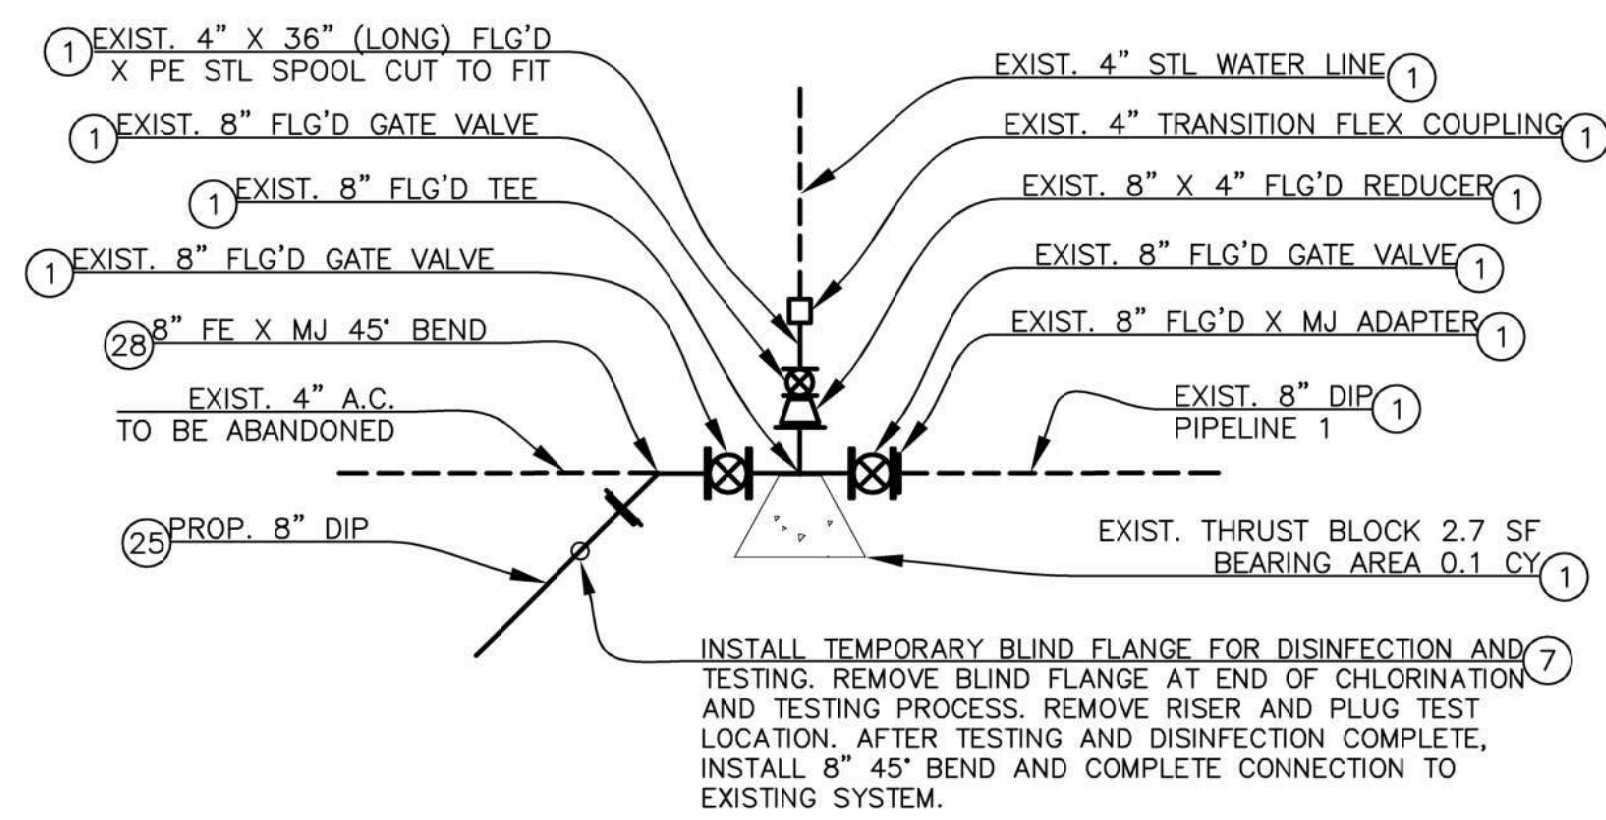 1 EXIST. 4" X 36" (LONG) FLG'D
X PE STL SPOOL CUT TO FIT
1 EXIST. 8" FLG'D GATE VALVE
1 EXIST. 8" FLG'D TEE
1 EXIST. 8" FLG'D GATE VALVE
28 8" FE X MJ 45° BEND
EXIST. 4" A.C.
TO BE ABANDONED
25 PROP. 8" DIP
EXIST. 4" STL WATER LINE 1
EXIST. 4" TRANSITION FLEX COUPLING 1
EXIST. 8" X 4" FLG'D REDUCER 1
EXIST. 8" FLG'D GATE VALVE 1
EXIST. 8" FLG'D X MJ ADAPTER 1
EXIST. 8" DIP 1
PIPELINE 1
EXIST. THRUST BLOCK 2.7 SF
BEARING AREA 0.1 CY 1
INSTALL TEMPORARY BLIND FLANGE FOR DISINFECTION AND 7
TESTING. REMOVE BLIND FLANGE AT END OF CHLORINATION
AND TESTING PROCESS. REMOVE RISER AND PLUG TEST
LOCATION. AFTER TESTING AND DISINFECTION COMPLETE,
INSTALL 8" 45° BEND AND COMPLETE CONNECTION TO
EXISTING SYSTEM.